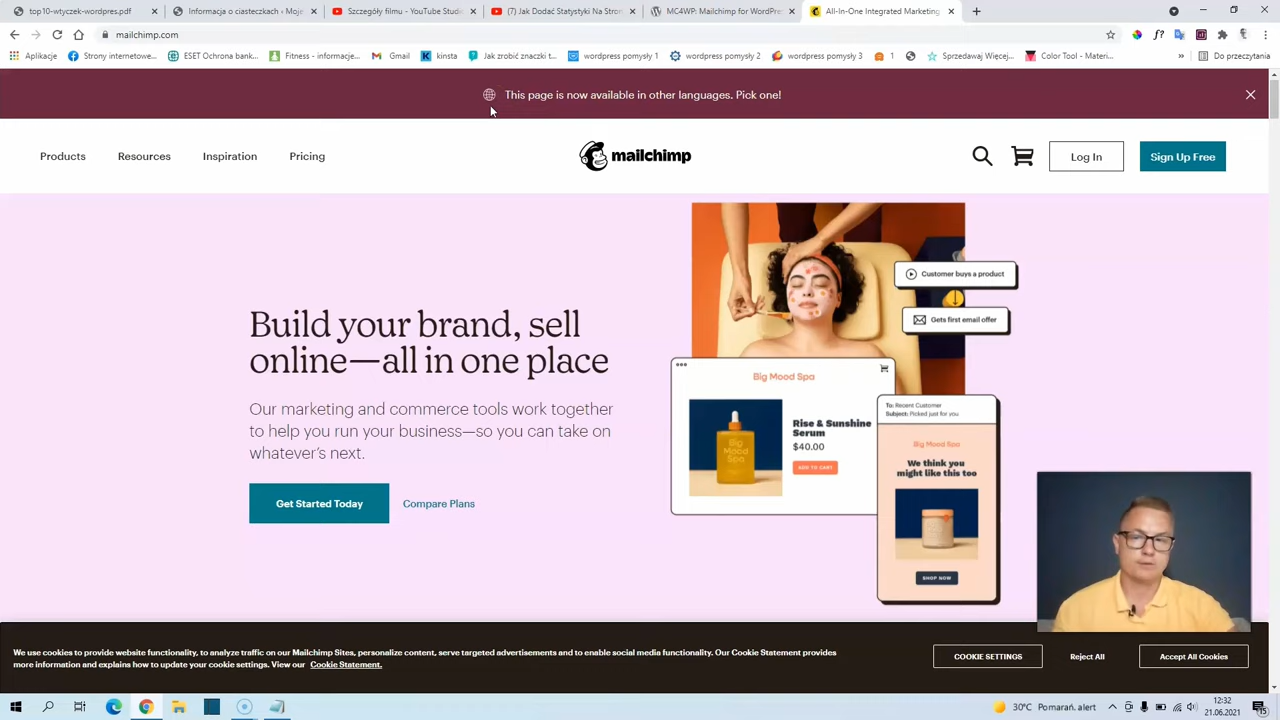 top10-wtyczek-wordpres.pdf
Informacja o ciasteczkach - Moje
Szczegóły filmu - YouTube Studi
(7) Jak Dodać Statystyki Na Stron
MC4WP: Mailchimp for WordPre
All-In-One Integrated Marketing
mailchimp.com
Aplikacje
Strony internetowe...
ESET Ochrona bank...
Fitness - informacje...
Gmail
kinsta
Jak zrobić znaczki t...
wordpress pomysły 1
wordpress pomysły 2
wordpress pomysły 3
1
Sprzedawaj Więcej...
Color Tool - Materi...
»
Do przeczytania
This page is now available in other languages. Pick one!
Products
Resources
Inspiration
Pricing
mailchimp
Log In
Sign Up Free
Build your brand, sell
online—all in one place
Our marketing and commerce tools work together
to help you run your business—so you can take on
whatever's next.
Get Started Today
Compare Plans
Customer buys a product
Gets first email offer
Big Mood Spa
Big
Mood
Spa
Rise & Sunshine
Serum
$40.00
ADD TO CART
To: Recent Customer
Subject: Picked just for you
Big Mood Spa
We think you
might like this too
SHOP NOW
We use cookies to provide website functionality, to analyze traffic on our Mailchimp Sites, personalize content, serve targeted advertisements and to enable social media functionality. Our Cookie Statement provides
more information and explains how to update your cookie settings. View our Cookie Statement.
COOKIE SETTINGS
Reject All
Accept All Cookies
30°C Pomarań. alert
12:32
21.06.2021
15